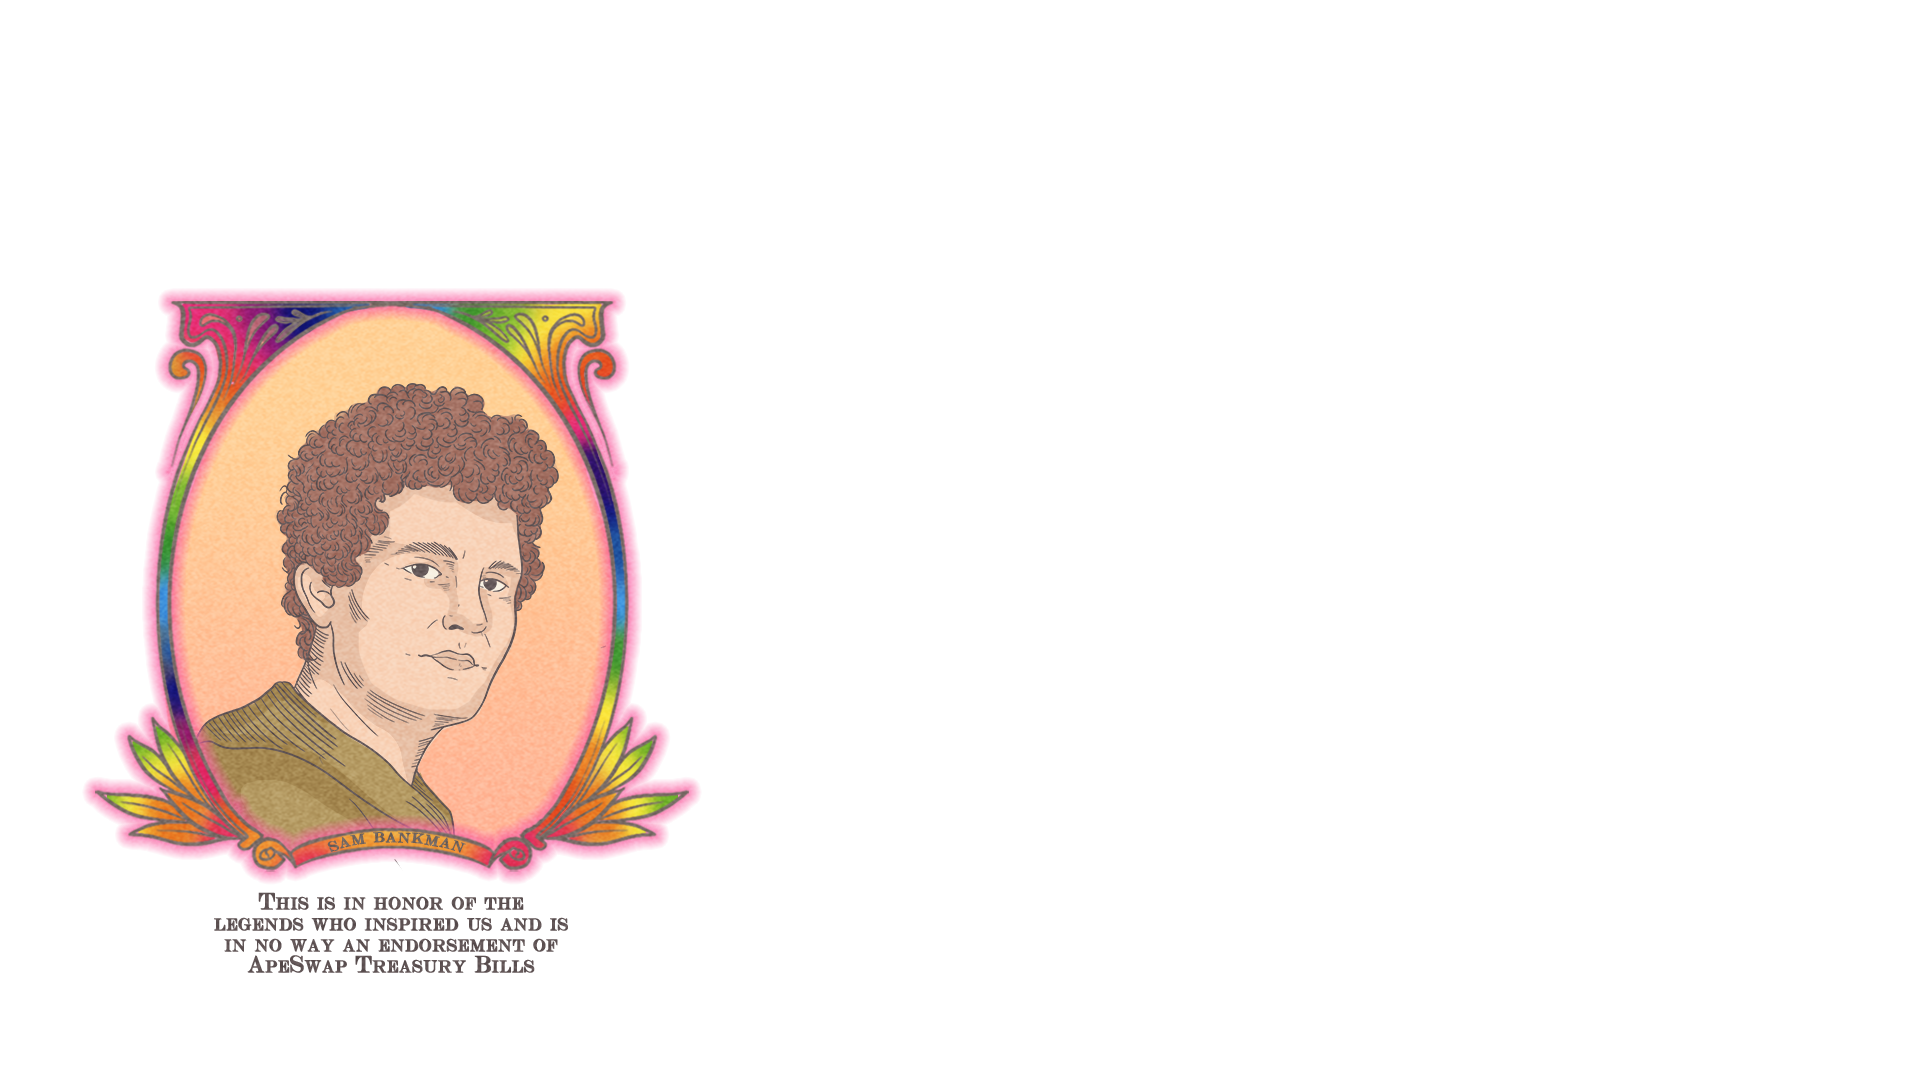 SAM BANKMAN
This is in honor of the
legends who inspired us and is
in no way an endorsement of
ApeSwap Treasury Bills